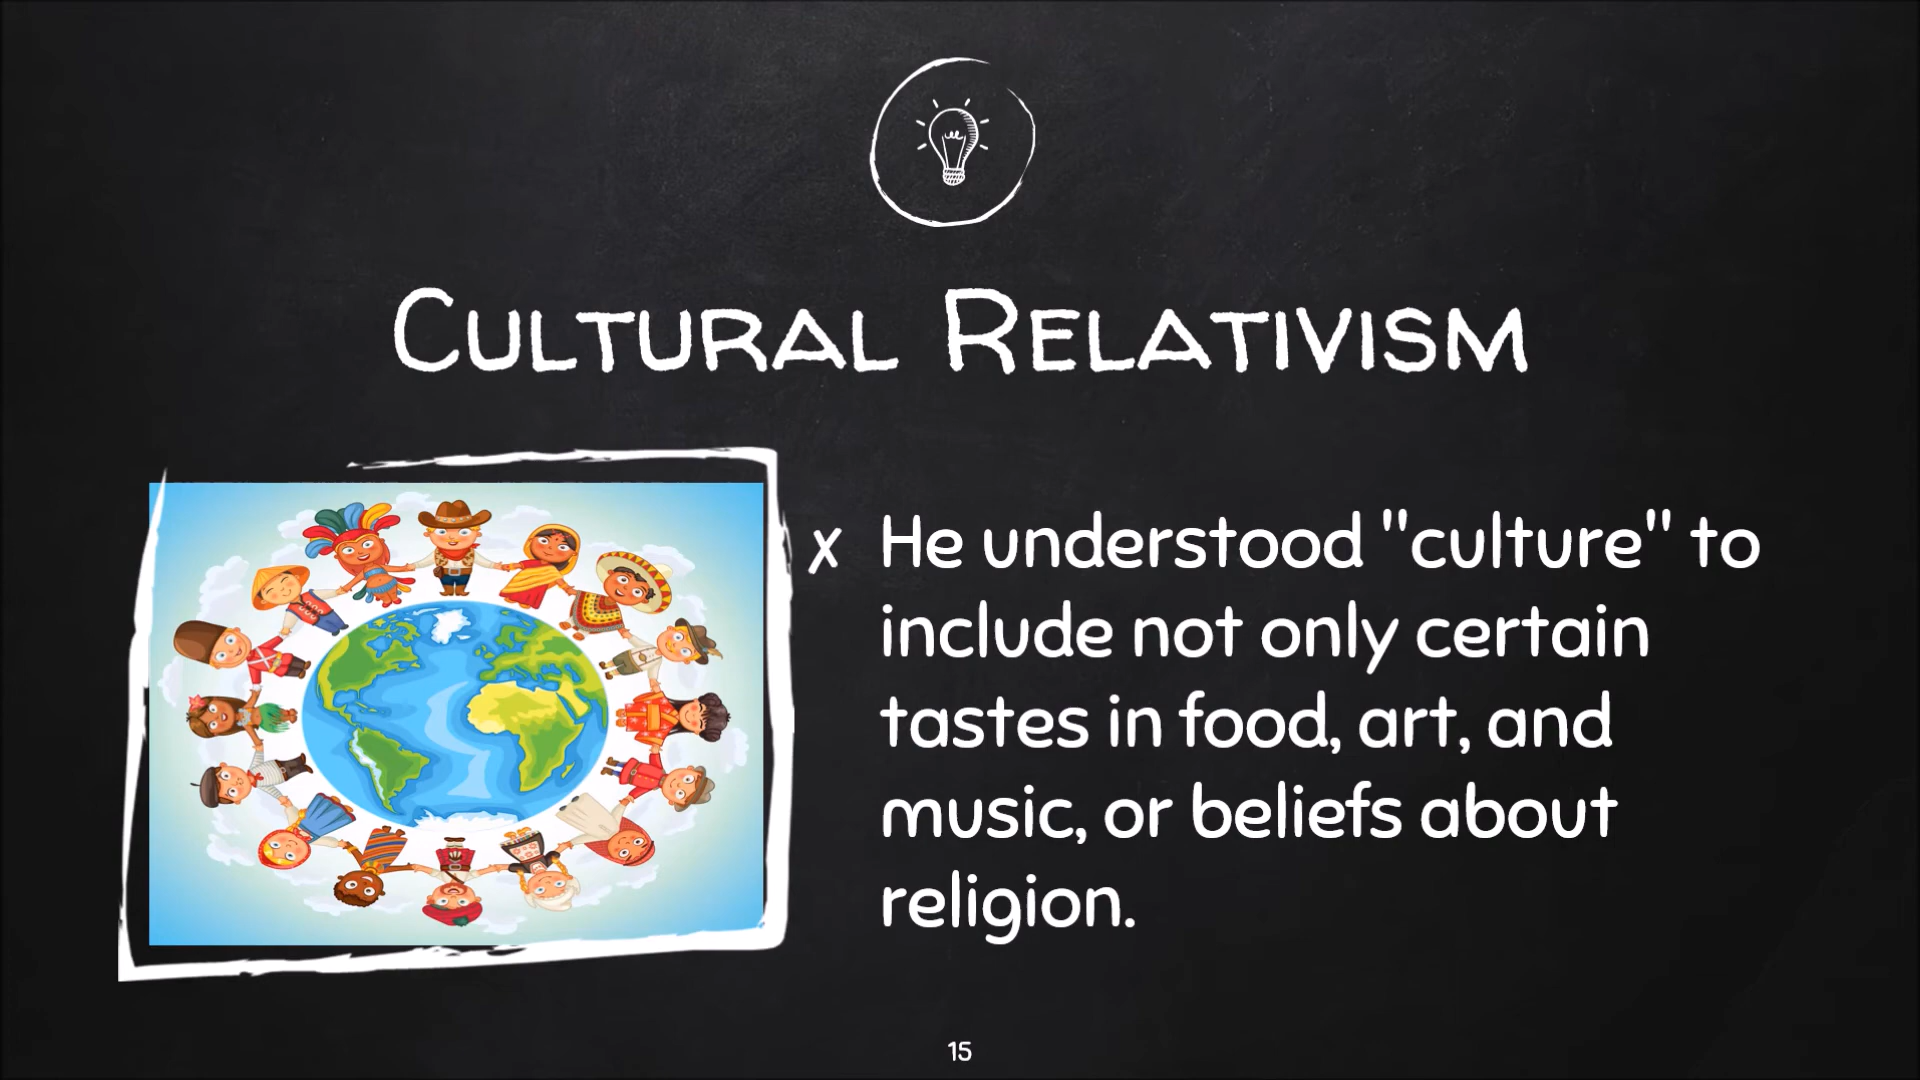 Cultural Relativism
x He understood "culture" to
include not only certain
tastes in food, art, and
music, or beliefs about
religion.
15